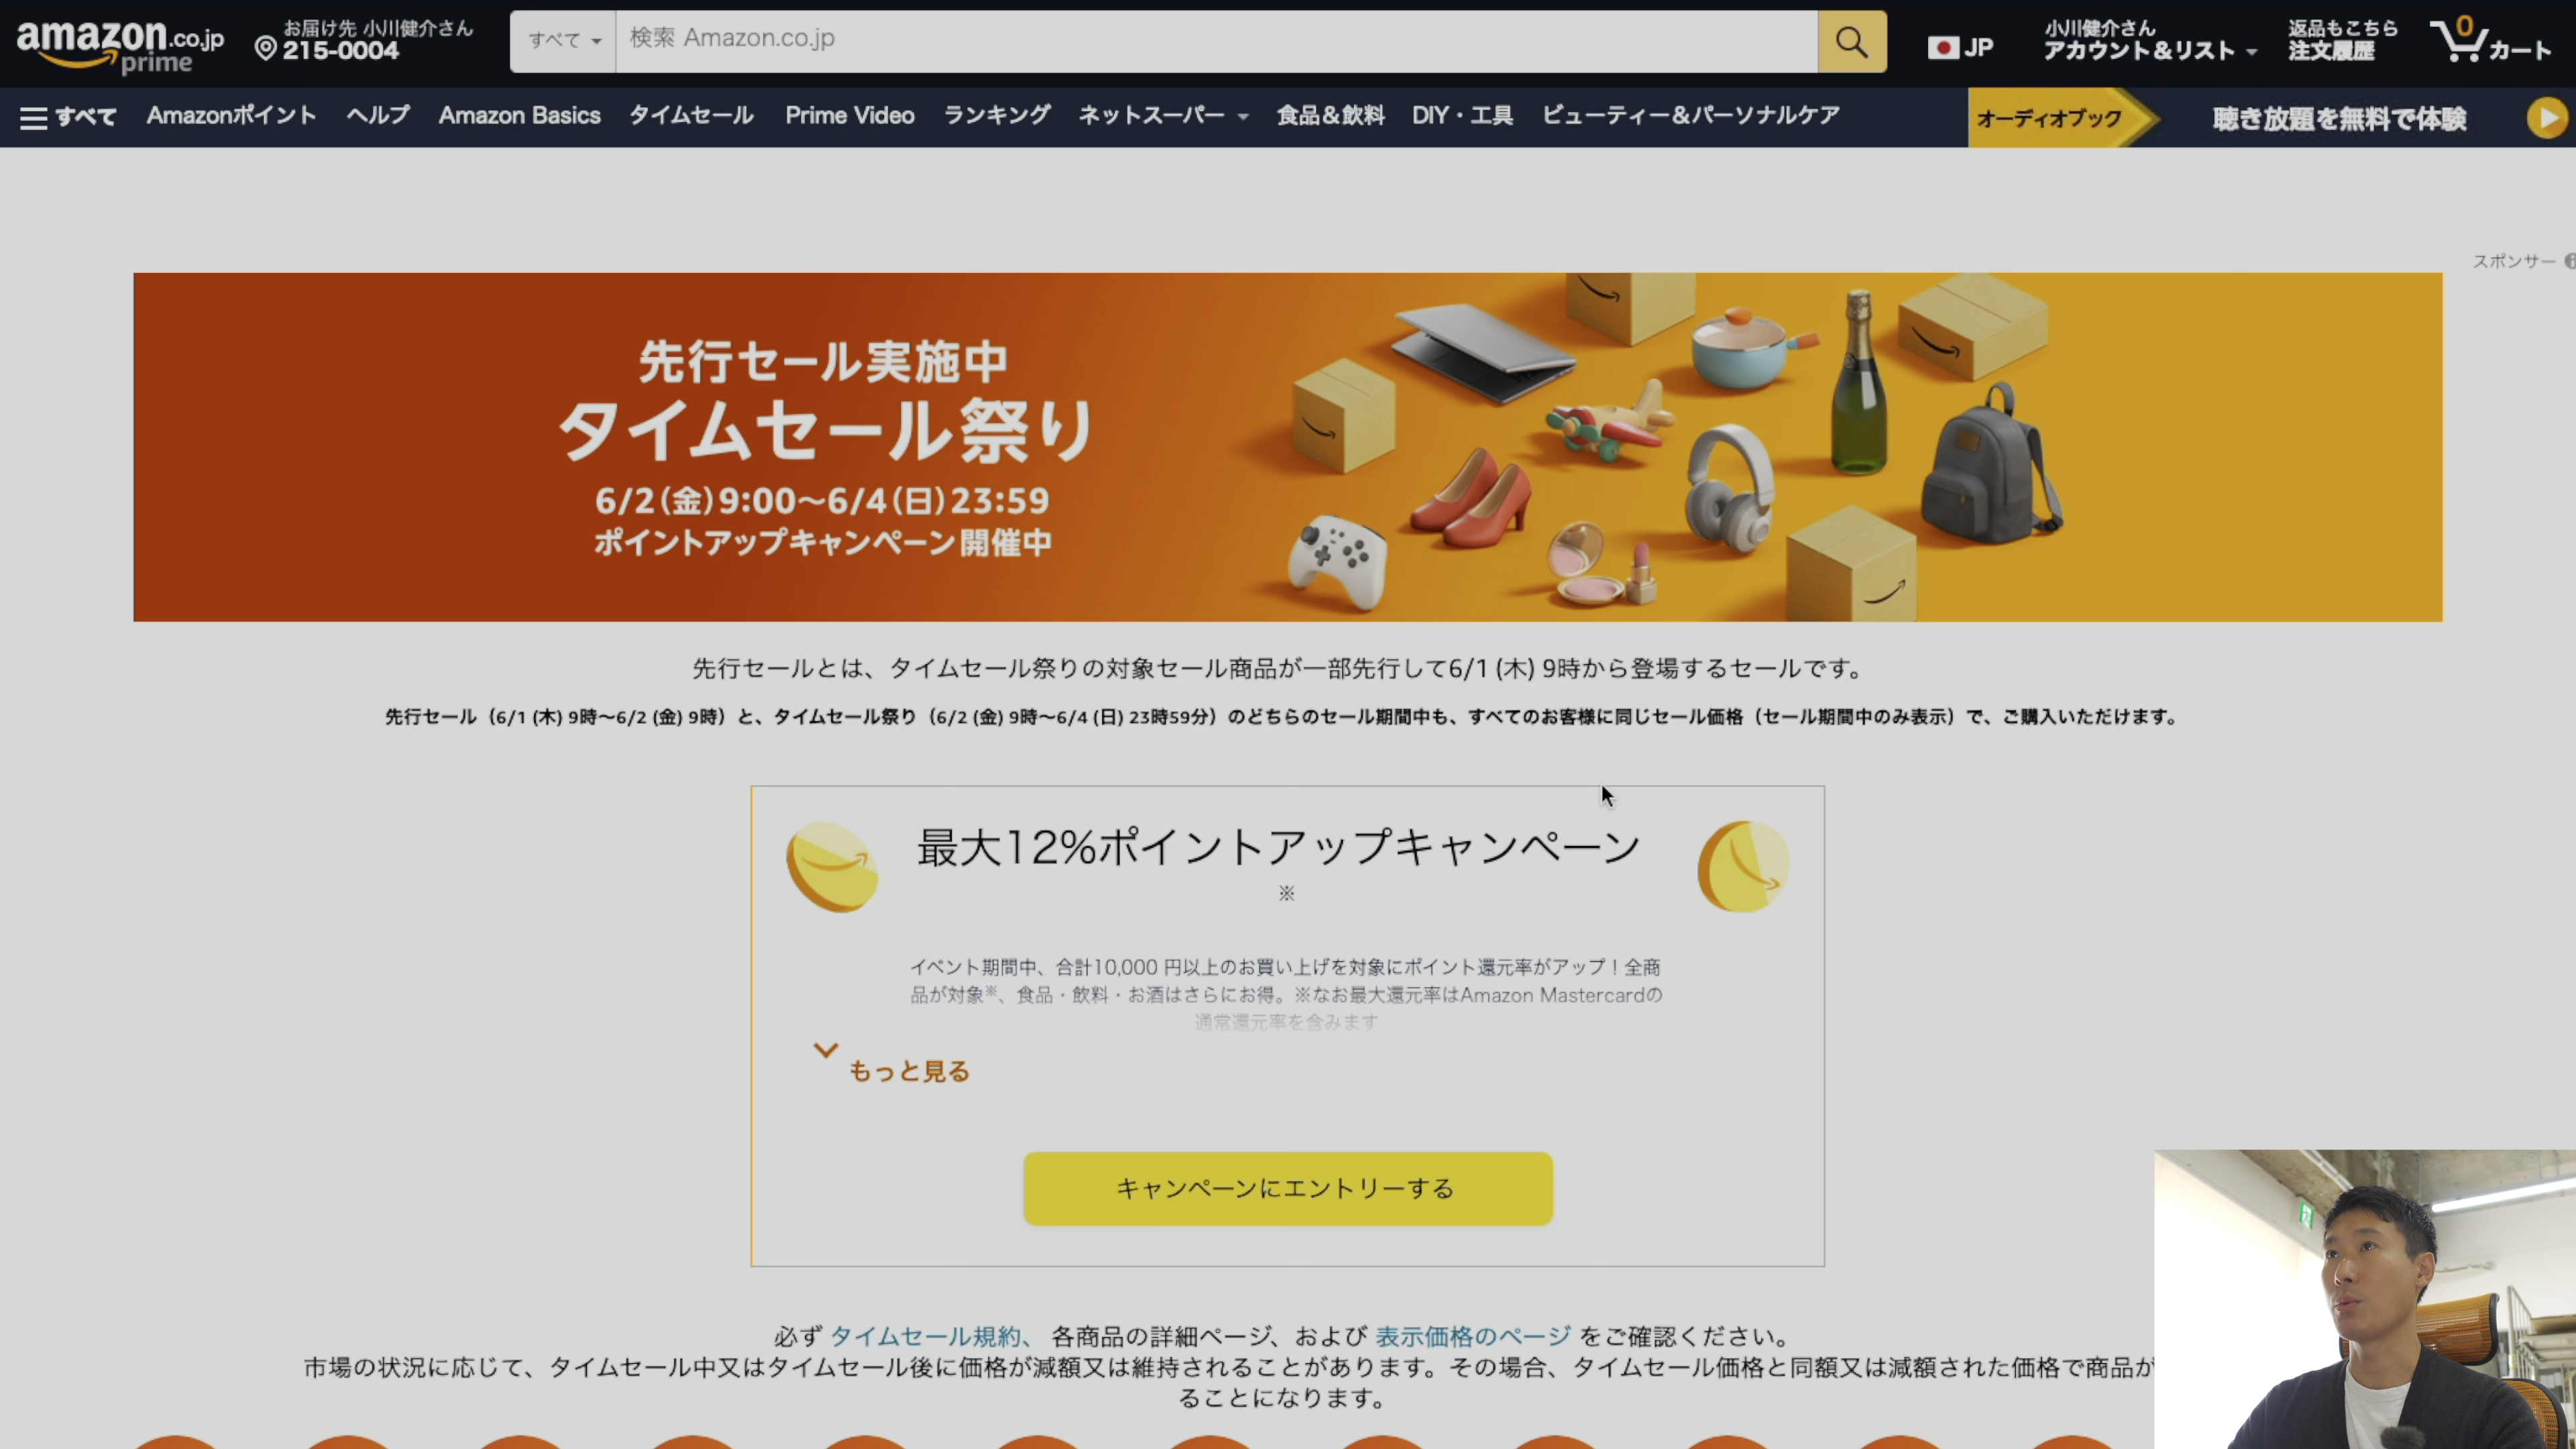 amazon.co.jp
prime
お届け先 小川健介さん
215-0004
すべて
検索 Amazon.co.jp
JP
小川健介さん
アカウント＆リスト
返品もこちら
注文履歴
0
カート
すべて
Amazonポイント
ヘルプ
Amazon Basics
タイムセール
Prime Video
ランキング
ネットスーパー
食品＆飲料
DIY・工具
ビューティー＆パーソナルケア
オーディオブック
聴き放題を無料で体験
スポンサー
先行セール実施中
タイムセール祭り
6/2(金)9:00〜6/4(日)23:59
ポイントアップキャンペーン開催中
先行セールとは、タイムセール祭りの対象セール商品が一部先行して6/1 (木) 9時から登場するセールです。
先行セール（6/1 (木) 9時〜6/2 (金) 9時）と、タイムセール祭り（6/2 (金) 9時〜6/4 (日) 23時59分）のどちらのセール期間中も、すべてのお客様に同じセール価格（セール期間中のみ表示）で、ご購入いただけます。
最大12%ポイントアップキャンペーン
※
イベント期間中、合計10,000 円以上のお買い上げを対象にポイント還元率がアップ！全商
品が対象※、食品・飲料・お酒はさらにお得。※なお最大還元率はAmazon Mastercardの
通常還元率を含みます
もっと見る
キャンペーンにエントリーする
必ず タイムセール規約、 各商品の詳細ページ、および 表示価格のページ をご確認ください。
市場の状況に応じて、タイムセール中又はタイムセール後に価格が減額又は維持されることがあります。その場合、タイムセール価格と同額又は減額された価格で商品が
ることになります。